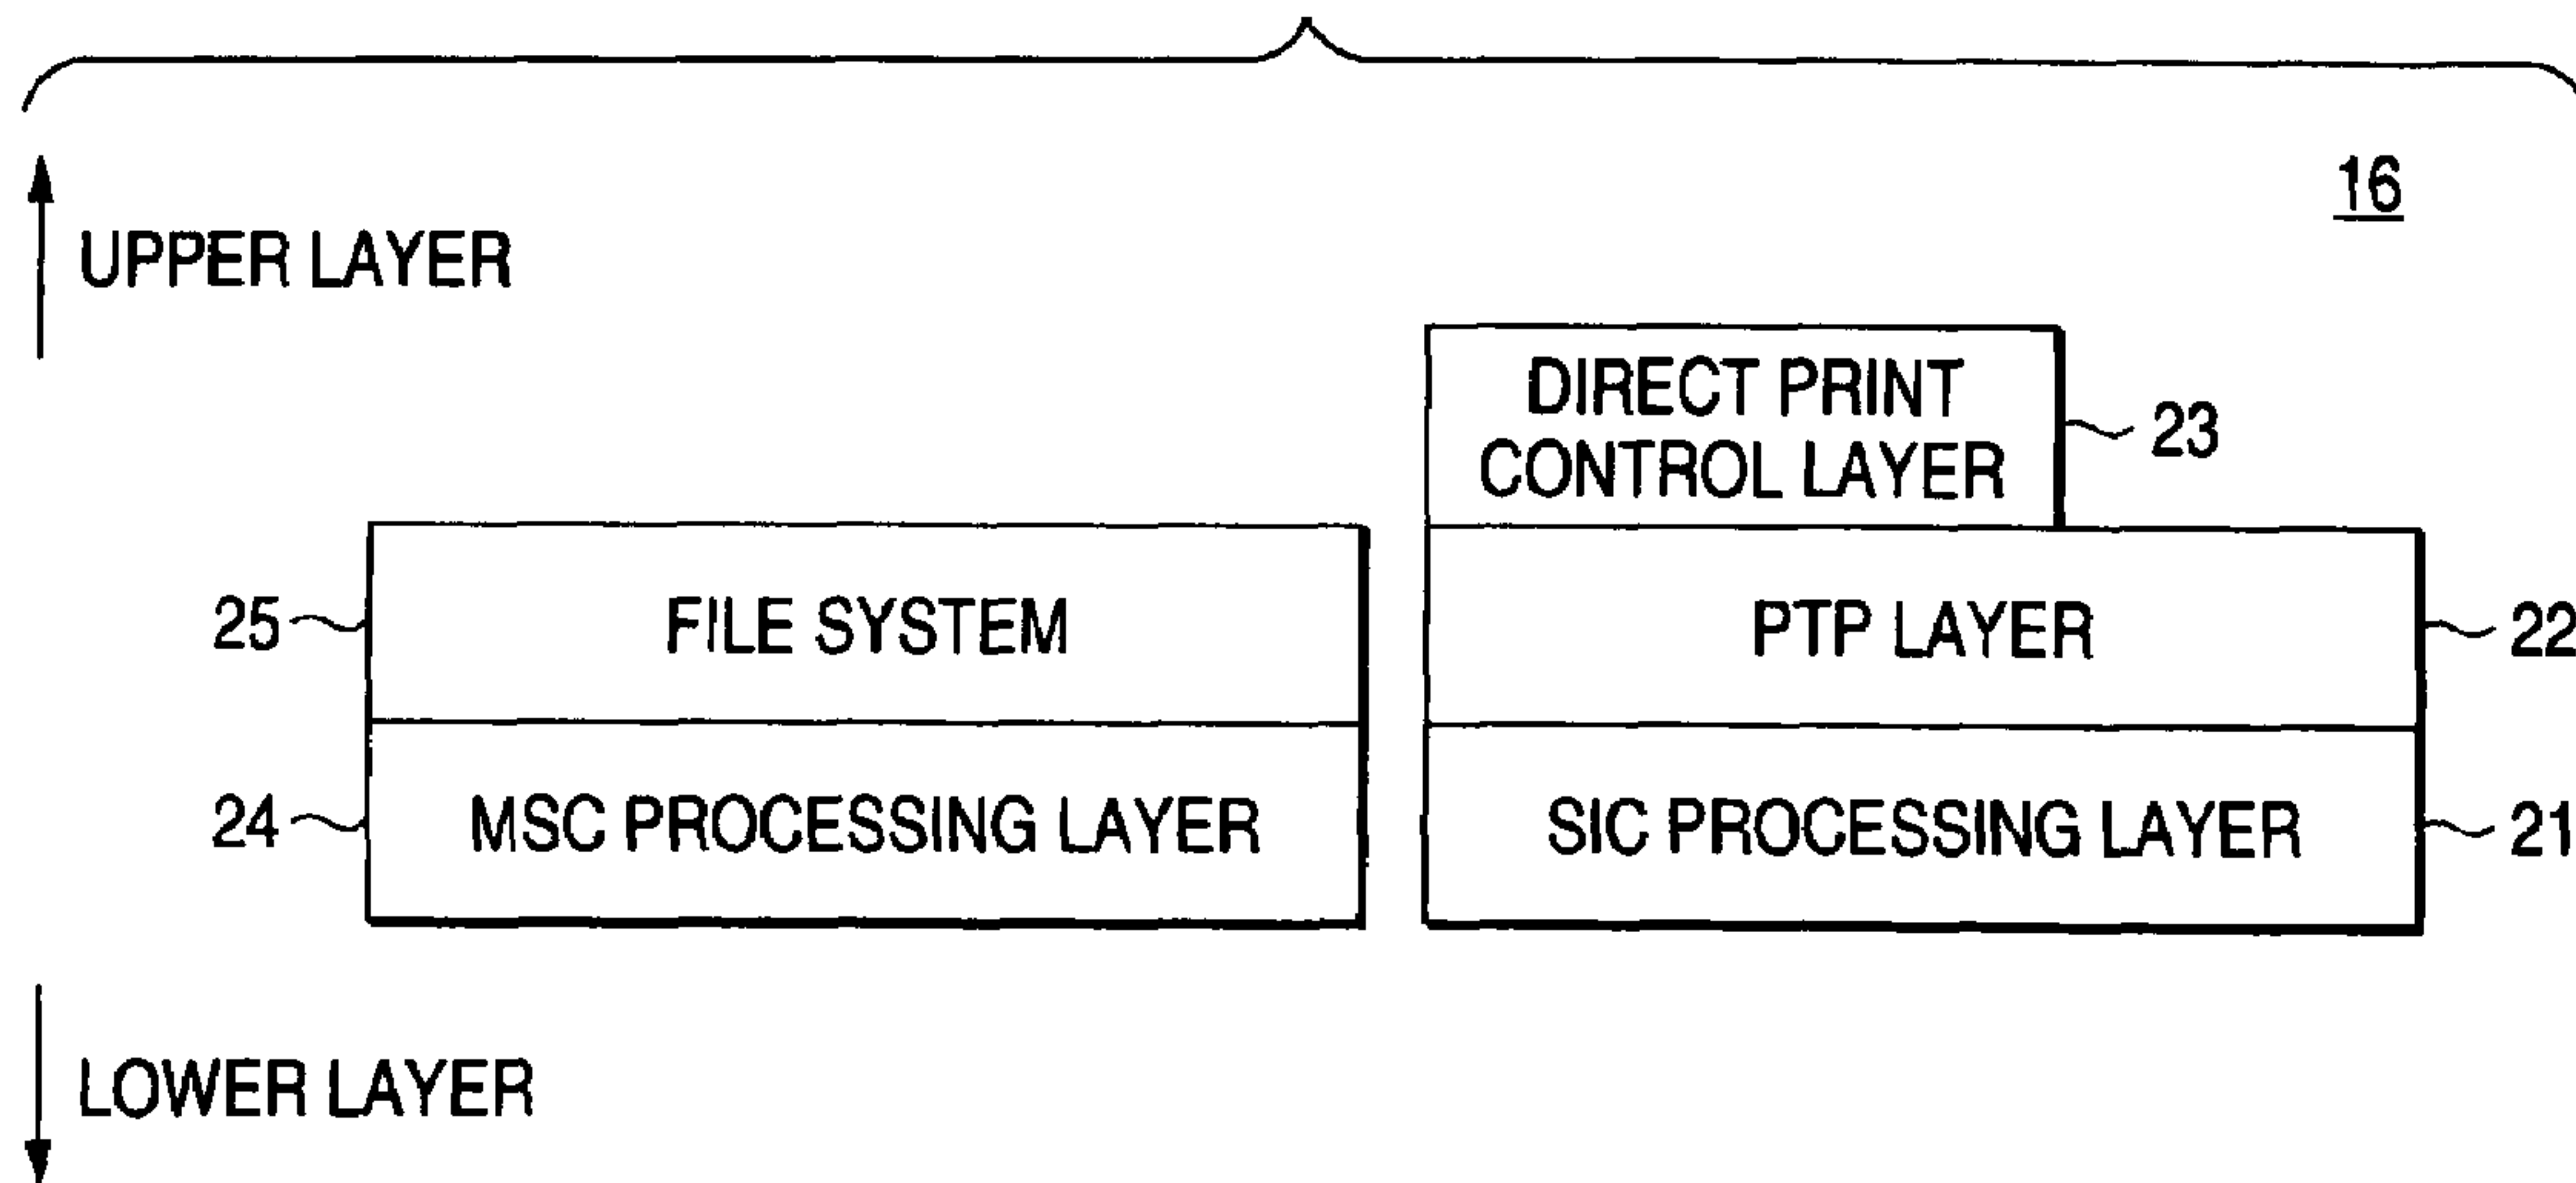 16
UPPER LAYER
DIRECT PRINT
CONTROL LAYER
23
25
FILE SYSTEM
PTP LAYER
22
24
MSC PROCESSING LAYER
SIC PROCESSING LAYER
21
LOWER LAYER